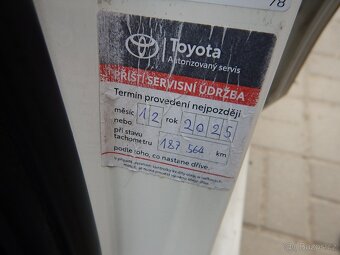 78
Toyota
Autorizovaný servis
PŘÍŠTÍ SERVISNÍ ÚDRŽBA
Termín provedení nejpozději
měsíc 12 rok 2025
nebo
při stavu
tachometru 187 564 km
podle toho, co nastane dříve.